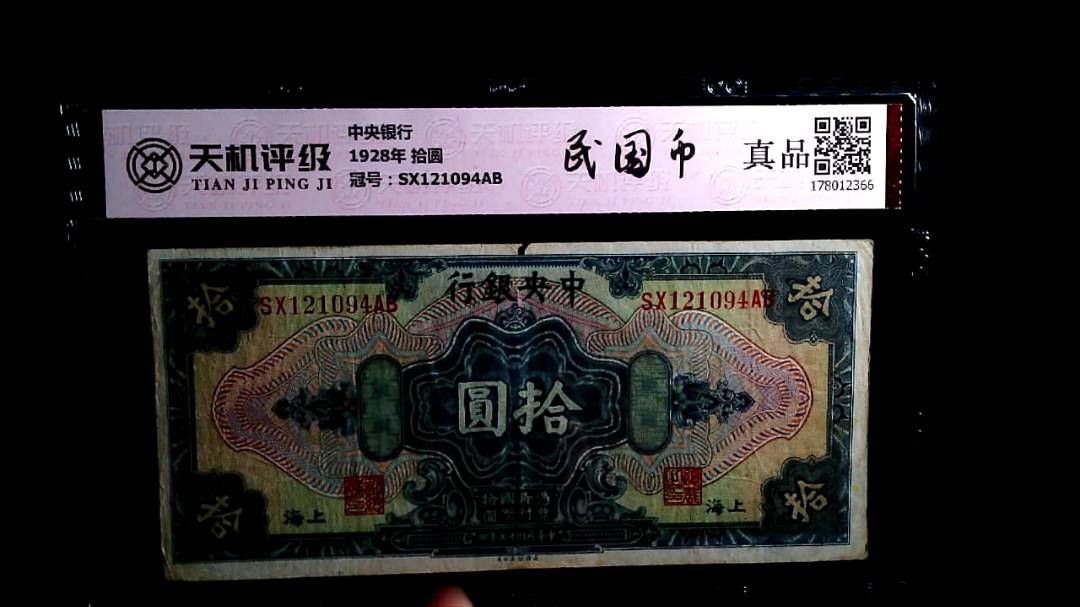 天机评级
TIAN JI PING JI
中央银行
1928年 拾圆
冠号：SX121094AB
民国币
真品
178012366
行銀央中
拾
SX121094AB
SX121094AB
拾
圓拾
海上
海上
拾
拾